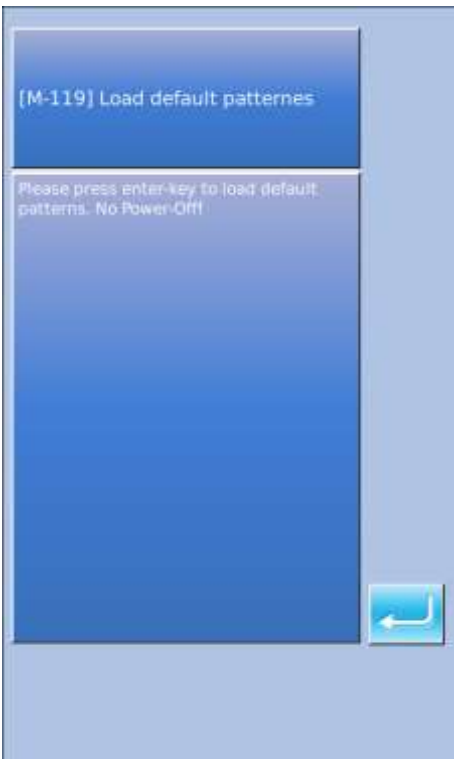 [M-119] Load default patternes
Please press enter-key to load default
patterns. No Power-Off!